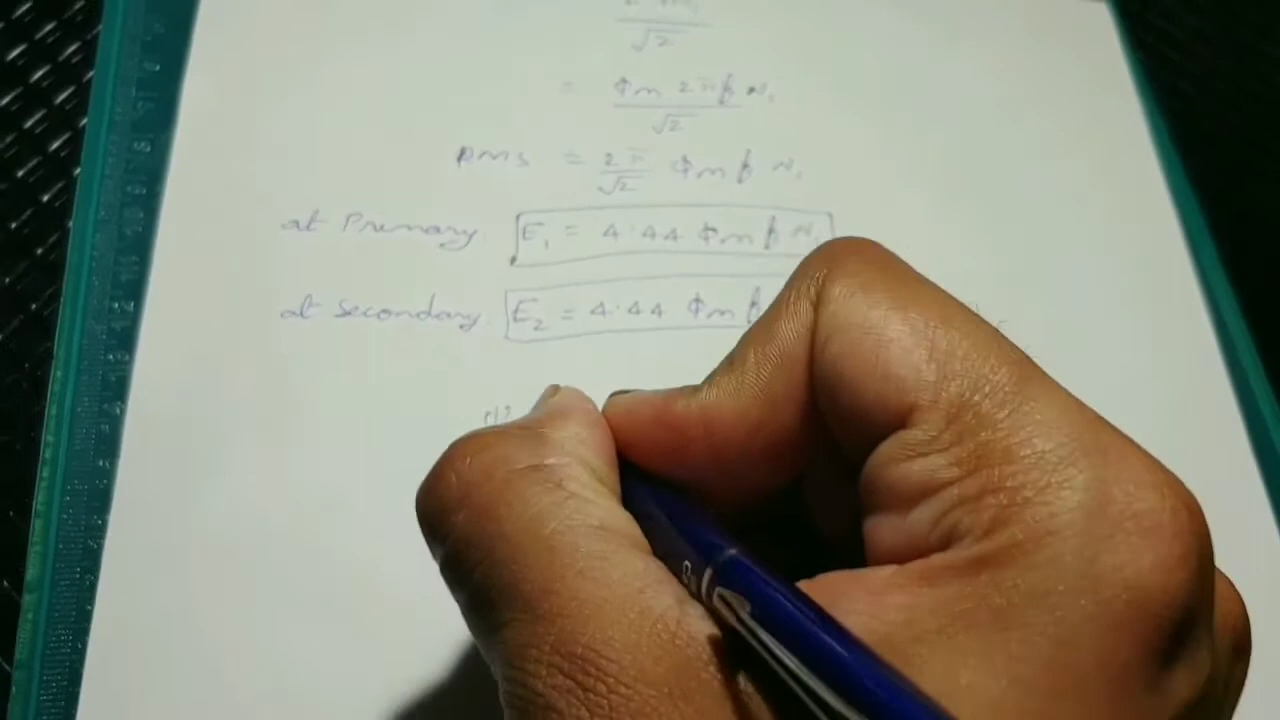 √2
= Φm 2πf N₁
√2
RMS = 2π/√2 Φm f N₁
at Primary. E₁ = 4.44 Φm f N₁
at Secondary. E₂ = 4.44 Φm f